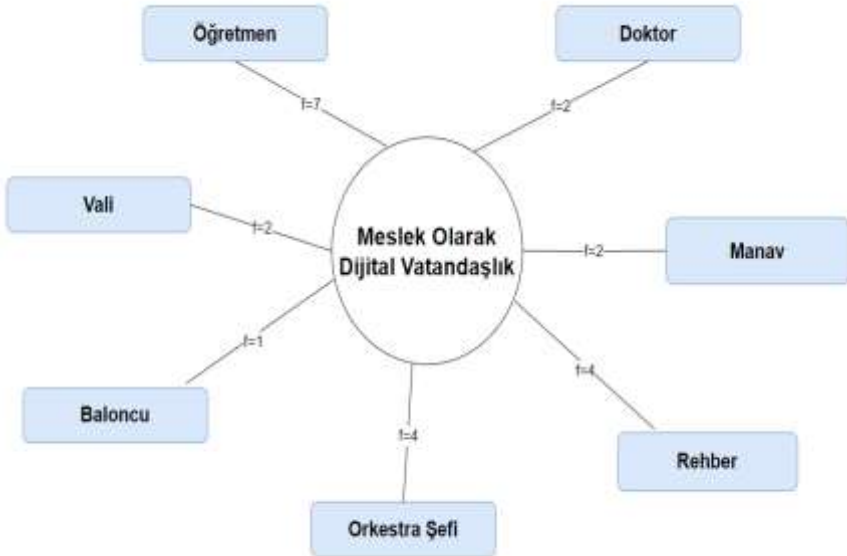 Öğretmen
Doktor
f=7
f=2
Vali
f=2
Meslek Olarak
Dijital Vatandaşlık
f=2
Manav
f=1
f=4
Baloncu
f=4
Rehber
Orkestra Şefi